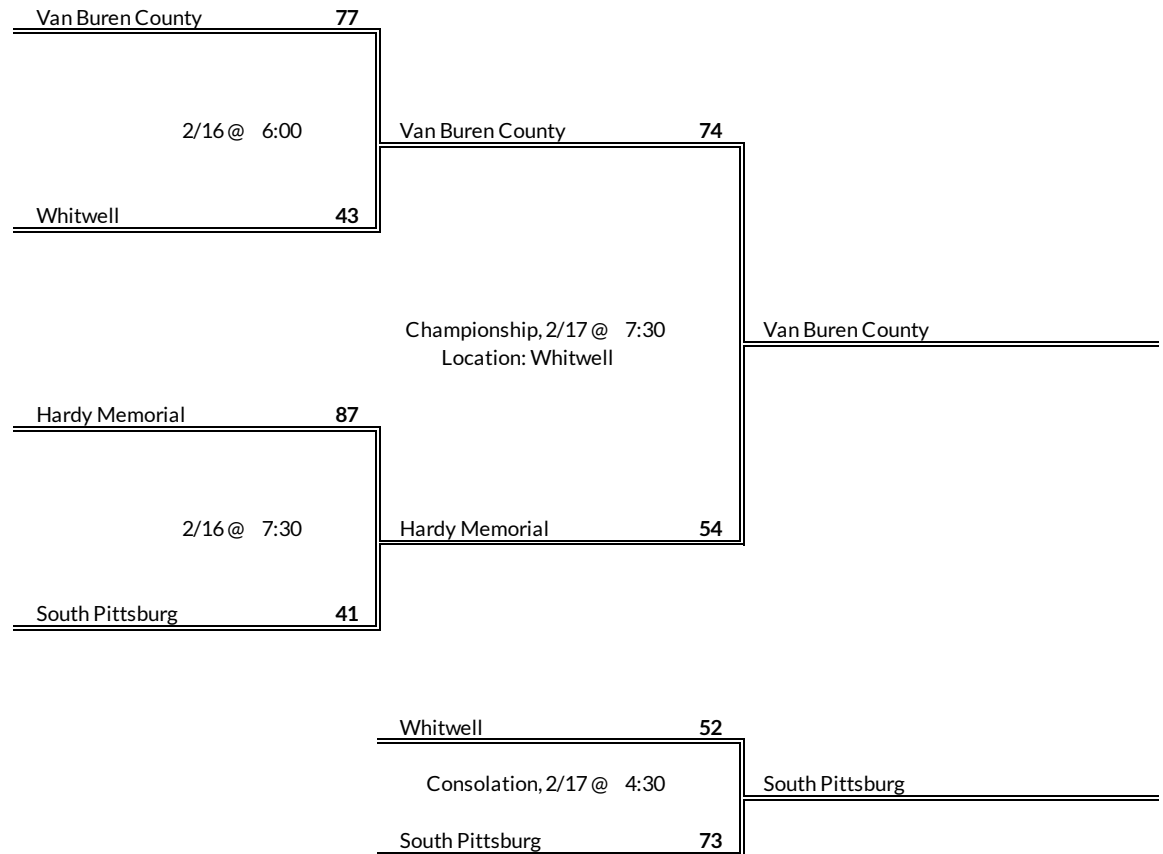 Van Buren County 77
2/16 @ 6:00
Van Buren County 74
Whitwell 43
Championship, 2/17 @ 7:30
Van Buren County
Location: Whitwell
Hardy Memorial 87
2/16 @ 7:30
Hardy Memorial 54
South Pittsburg 41
Whitwell 52
Consolation, 2/17 @ 4:30
South Pittsburg
South Pittsburg 73